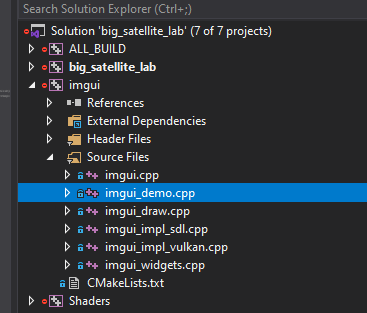 Search Solution Explorer (Ctrl+;)
Solution 'big_satellite_lab' (7 of 7 projects)
ALL_BUILD
big_satellite_lab
imgui
References
External Dependencies
Header Files
Source Files
imgui.cpp
imgui_demo.cpp
imgui_draw.cpp
imgui_impl_sdl.cpp
imgui_impl_vulkan.cpp
imgui_widgets.cpp
CMakeLists.txt
Shaders